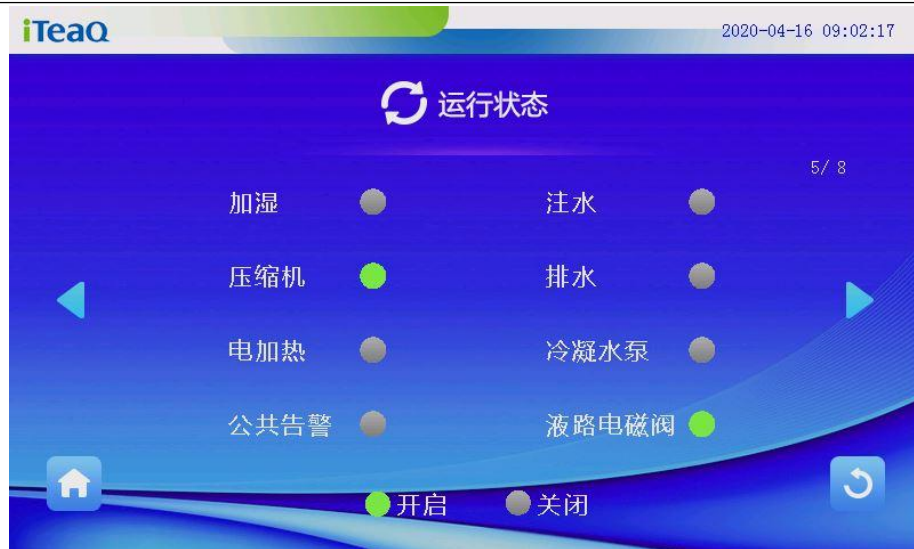 iTeaQ
2020-04-16 09:02:17
运行状态
5/ 8
加湿
注水
压缩机
排水
电加热
冷凝水泵
公共告警
液路电磁阀
开启
关闭